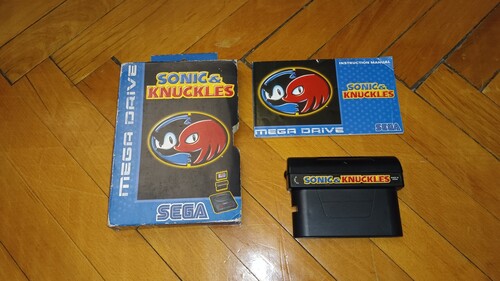 MEGA DRIVE
SONIC &
KNUCKLES
SEGA
INSTRUCTION MANUAL
SONIC &
KNUCKLES
MEGA DRIVE
SEGA
SONIC & KNUCKLES